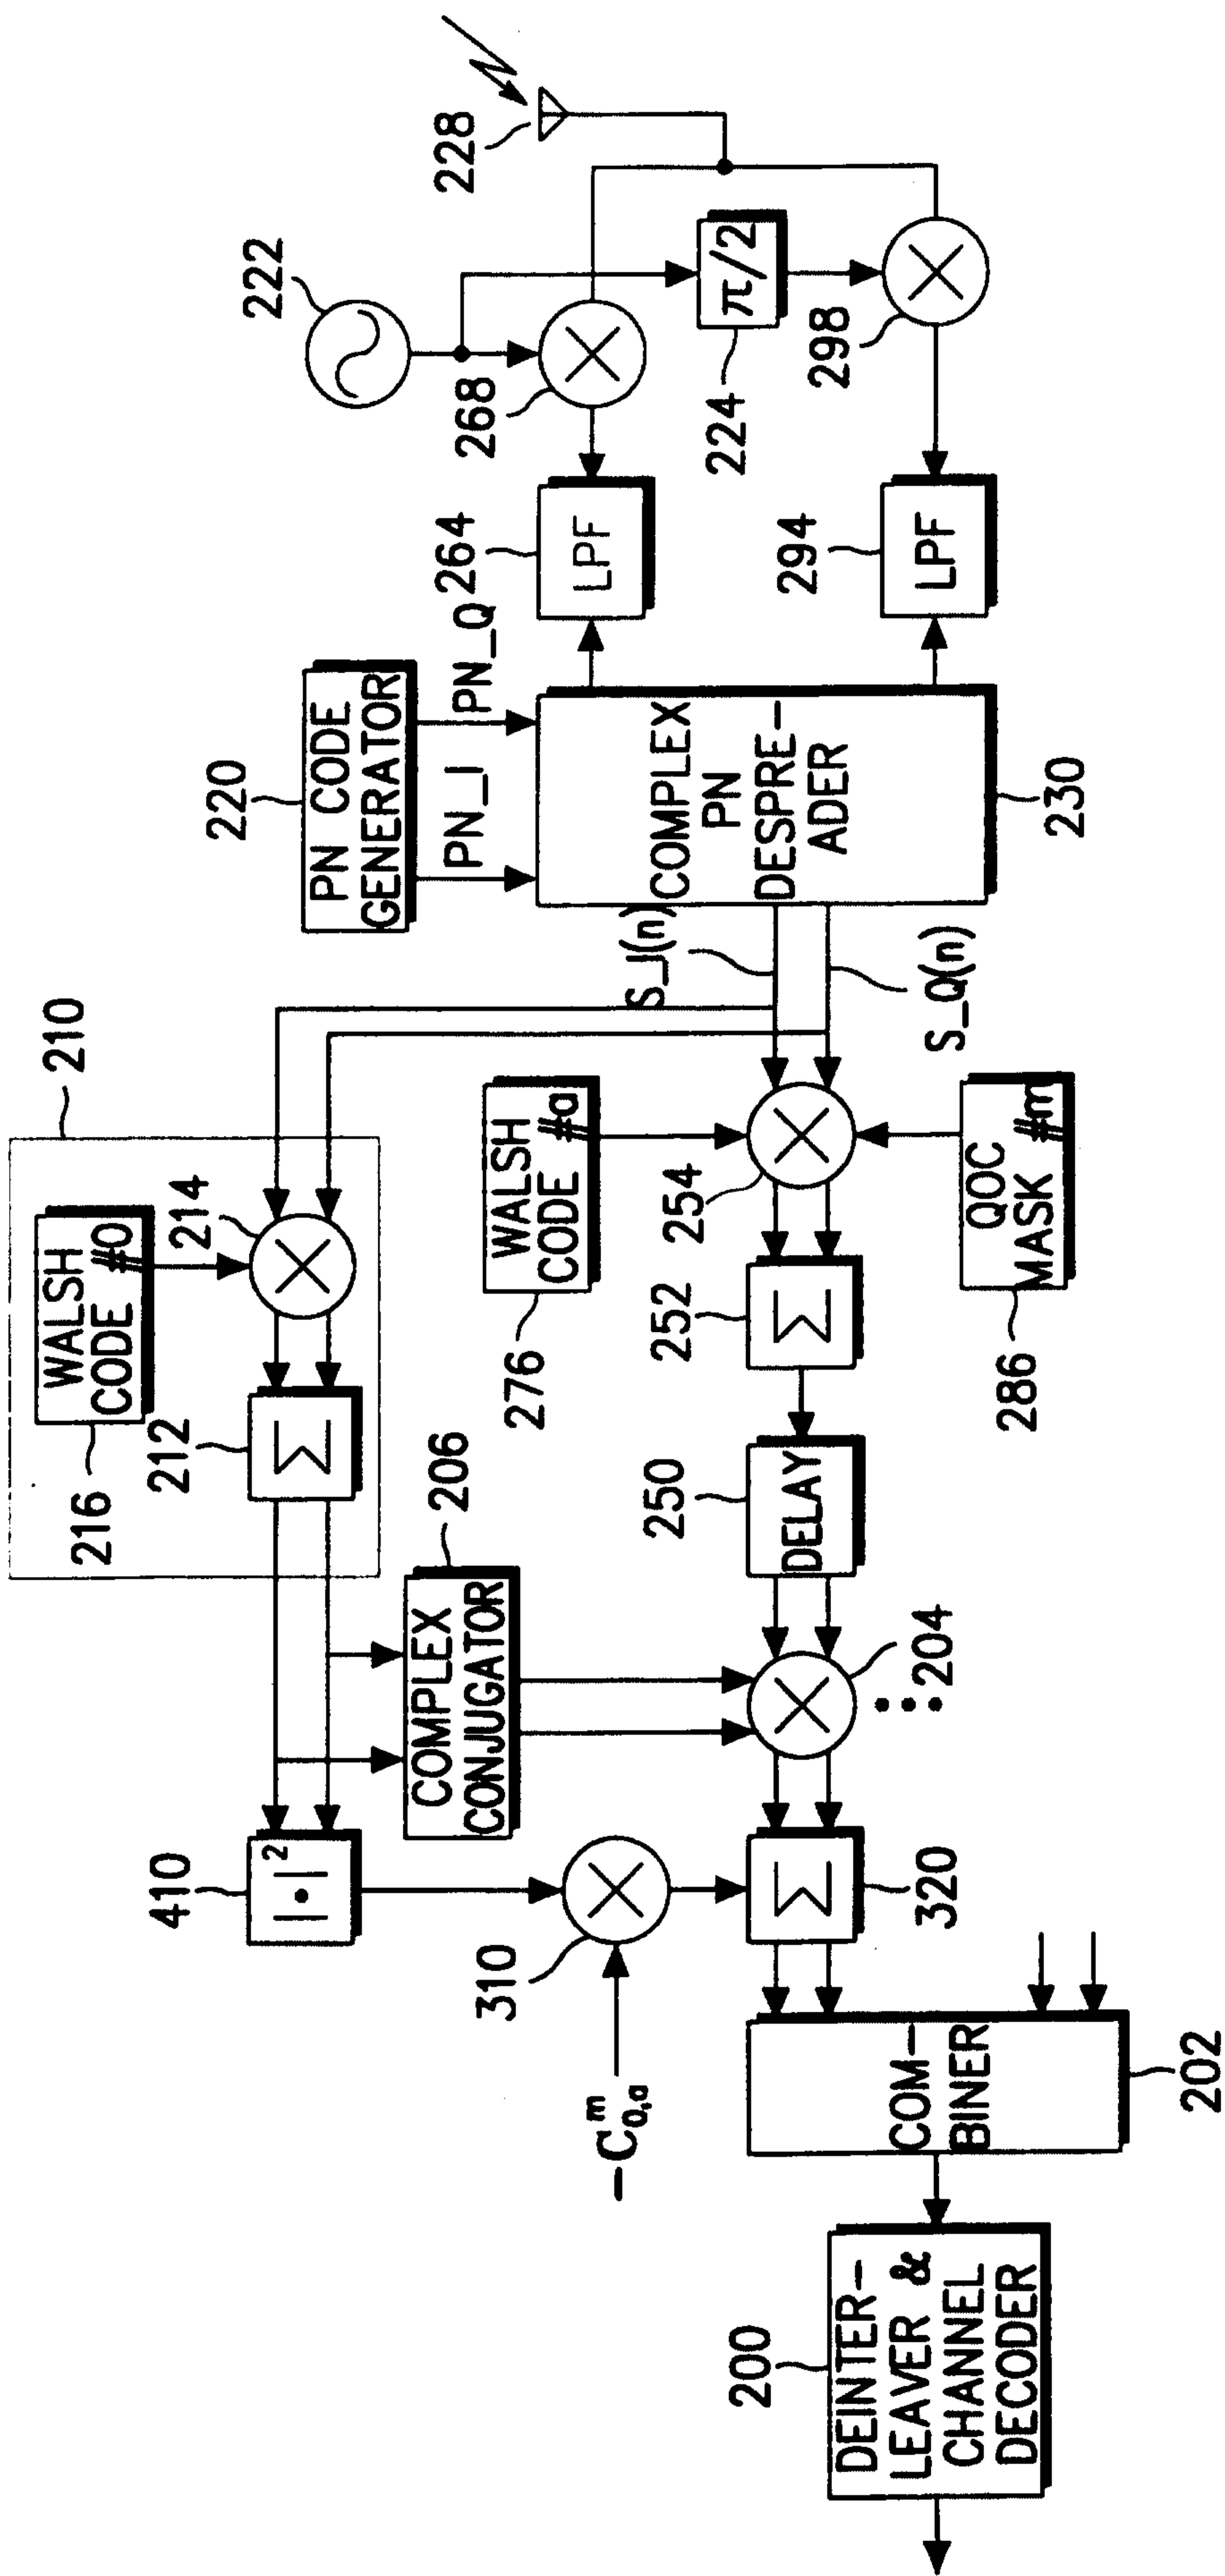 228
222
268
π/2
224
298
264
LPF
294
LPF
220
PN CODE
GENERATOR
PN_I
PN_Q
COMPLEX
PN
DESPRE-
ADER
230
S_I(n)
S_Q(n)
210
WALSH
CODE #0
214
216
212
Σ
WALSH
CODE #a
276
254
252
Σ
QOC
MASK #m
286
250
DELAY
206
COMPLEX
CONJUGATOR
204
410
|•|²
310
-C^m_{0,a}
Σ
320
COM-
BINER
202
200
DEINTER-
LEAVER &
CHANNEL
DECODER